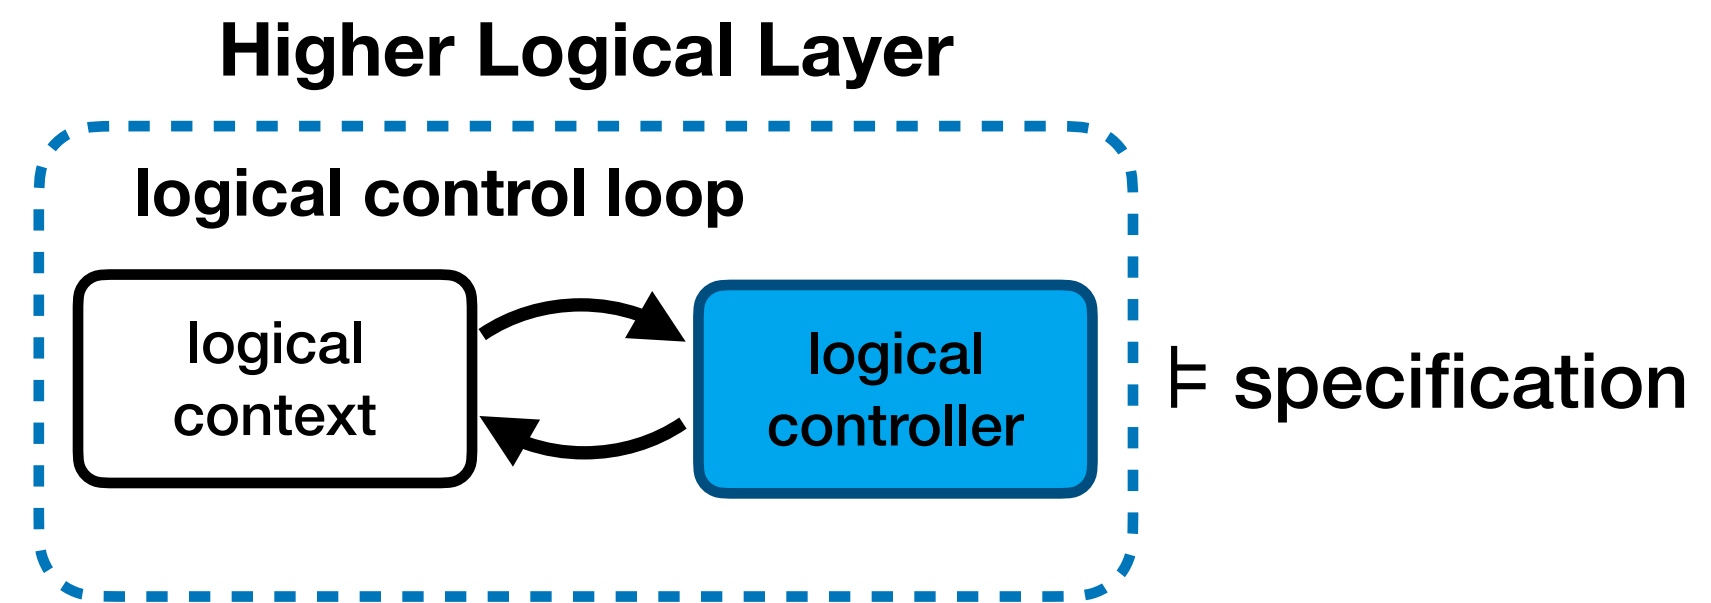 Higher Logical Layer
logical control loop
logical
context
logical
controller
⊨ specification